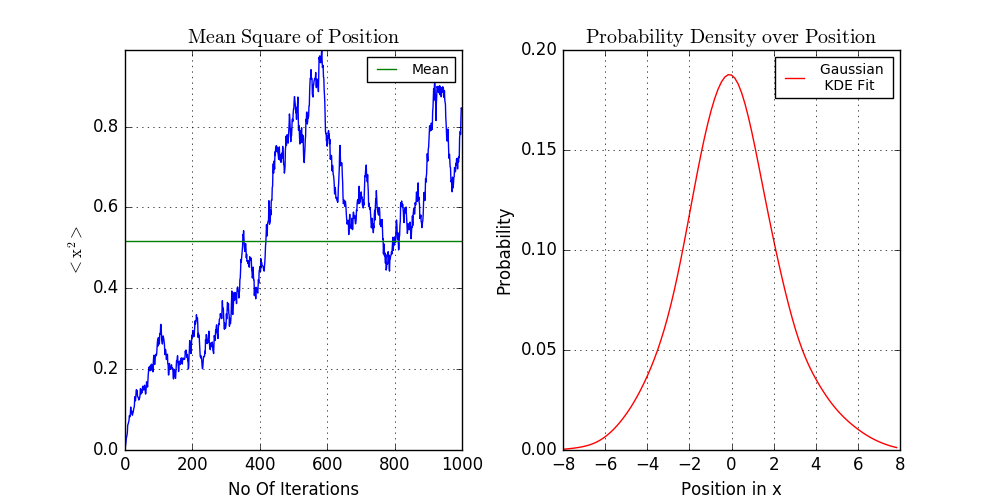 Mean Square of Position
Mean
0.8
0.6
0.4
0.2
0.0
< x² >
0 200 400 600 800 1000
No Of Iterations
Probability Density over Position
Gaussian
KDE Fit
0.20
0.15
0.10
0.05
0.00
Probability
−8 −6 −4 −2 0 2 4 6 8
Position in x